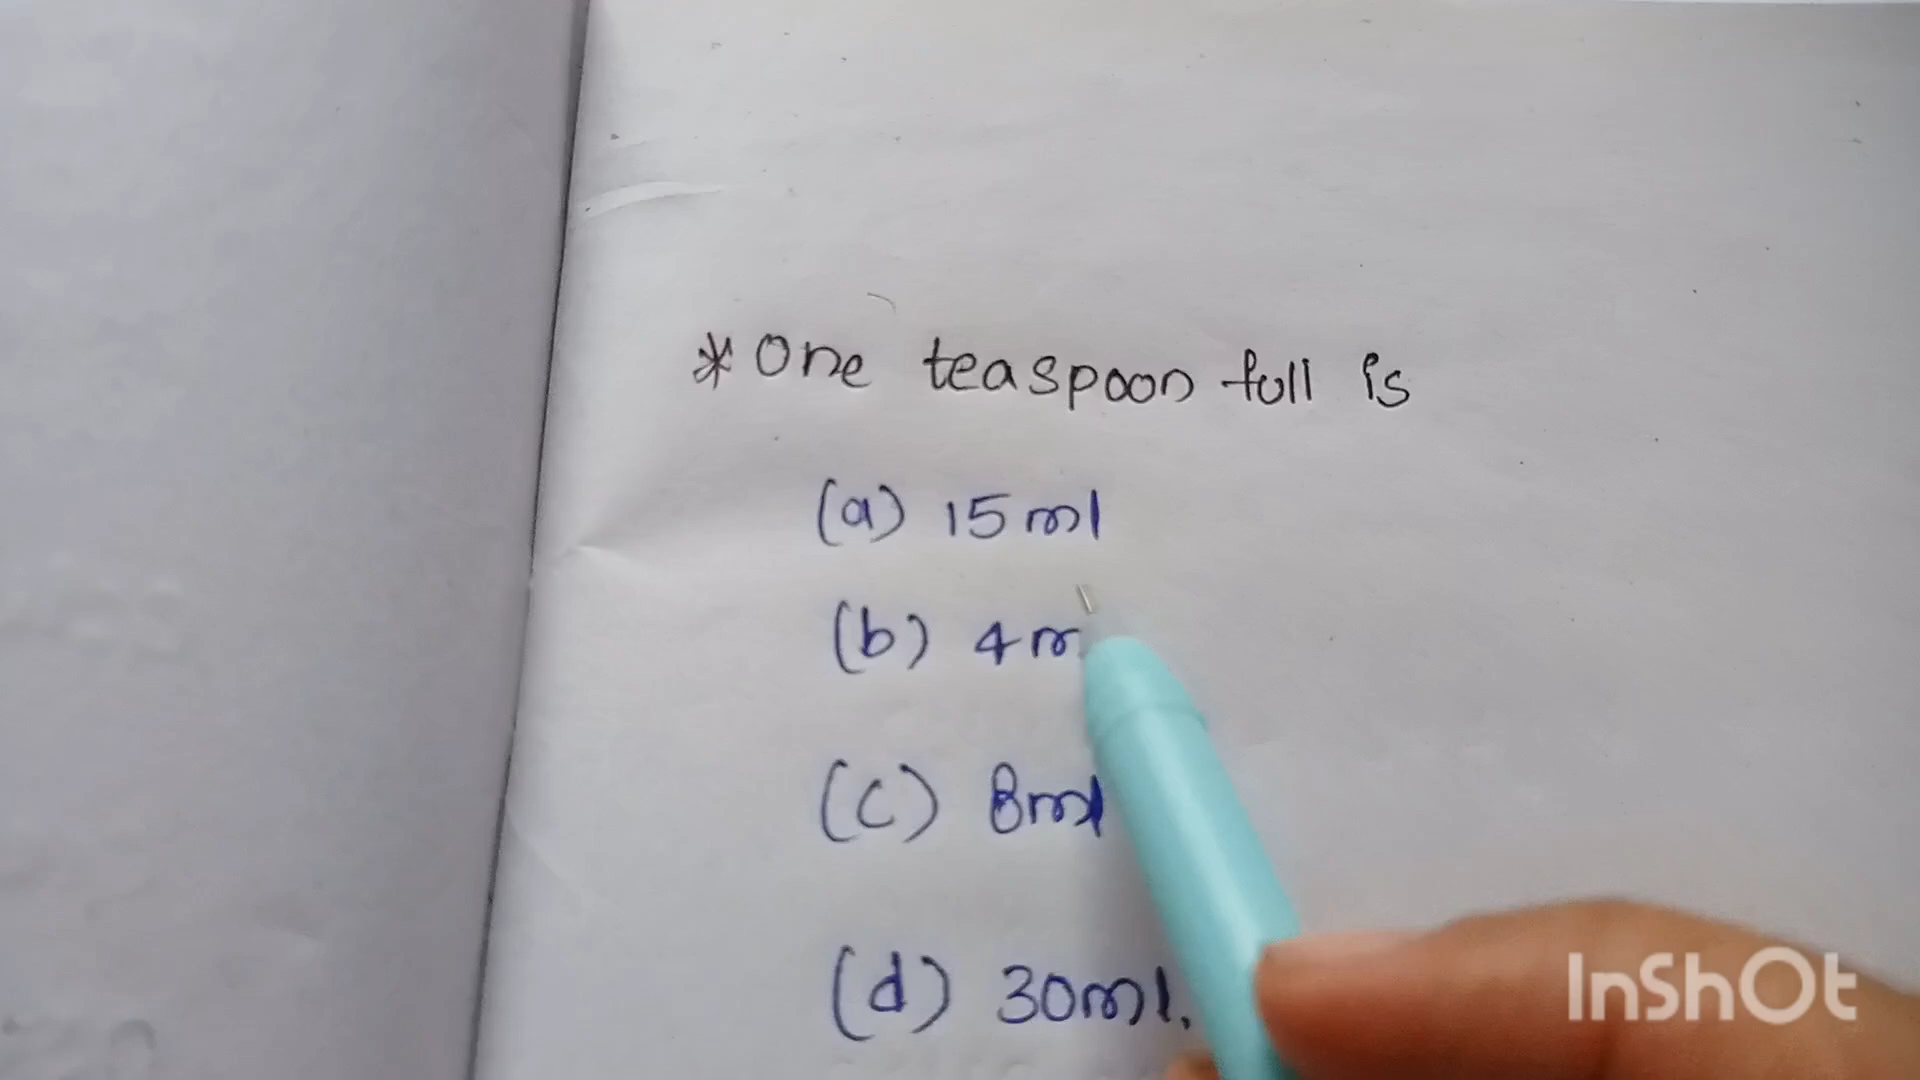 * One teaspoon full is
(a) 15ml
(b) 4m
(c) 8ml
(d) 30ml.
InShOt